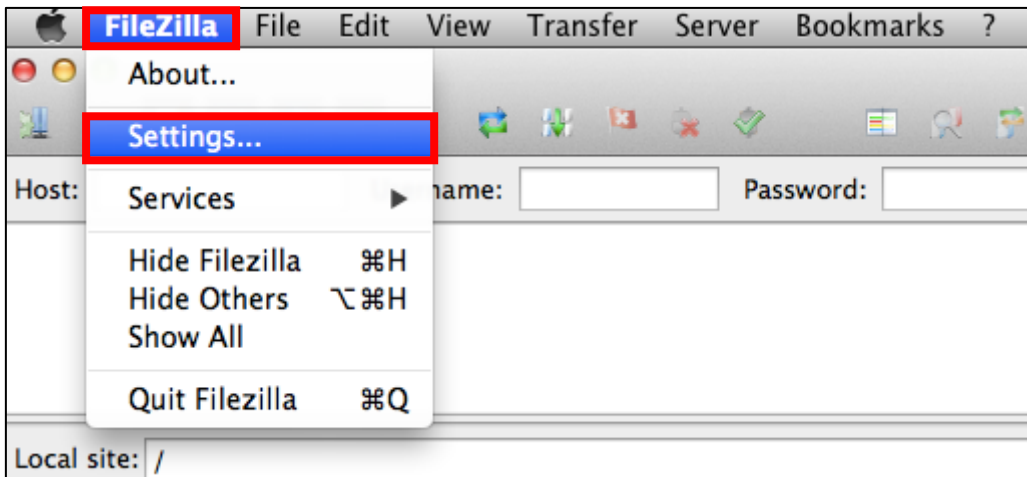 FileZilla File Edit View Transfer Server Bookmarks ?
About...
Settings...
Host: name: Password:
Services ▶
Hide Filezilla ⌘H
Hide Others ⌥⌘H
Show All
Quit Filezilla ⌘Q
Local site: /